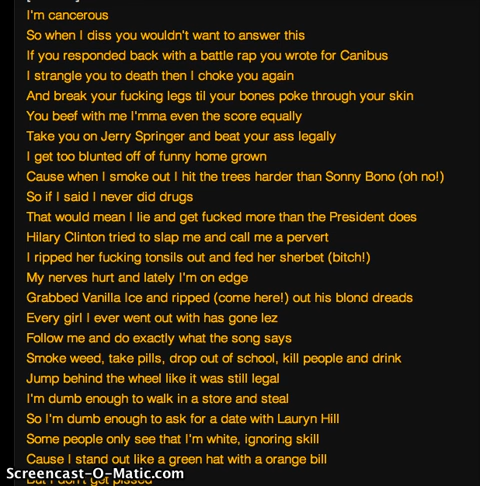 I'm cancerous
So when I diss you wouldn't want to answer this
If you responded back with a battle rap you wrote for Canibus
I strangle you to death then I choke you again
And break your fucking legs til your bones poke through your skin
You beef with me I'mma even the score equally
Take you on Jerry Springer and beat your ass legally
I get too blunted off of funny home grown
Cause when I smoke out I hit the trees harder than Sonny Bono (oh no!)
So if I said I never did drugs
That would mean I lie and get fucked more than the President does
Hilary Clinton tried to slap me and call me a pervert
I ripped her fucking tonsils out and fed her sherbet (bitch!)
My nerves hurt and lately I'm on edge
Grabbed Vanilla Ice and ripped (come here!) out his blond dreads
Every girl I ever went out with has gone lez
Follow me and do exactly what the song says
Smoke weed, take pills, drop out of school, kill people and drink
Jump behind the wheel like it was still legal
I'm dumb enough to walk in a store and steal
So I'm dumb enough to ask for a date with Lauryn Hill
Some people only see that I'm white, ignoring skill
Cause I stand out like a green hat with a orange bill
But I don't get pissed
Screencast-O-Matic.com